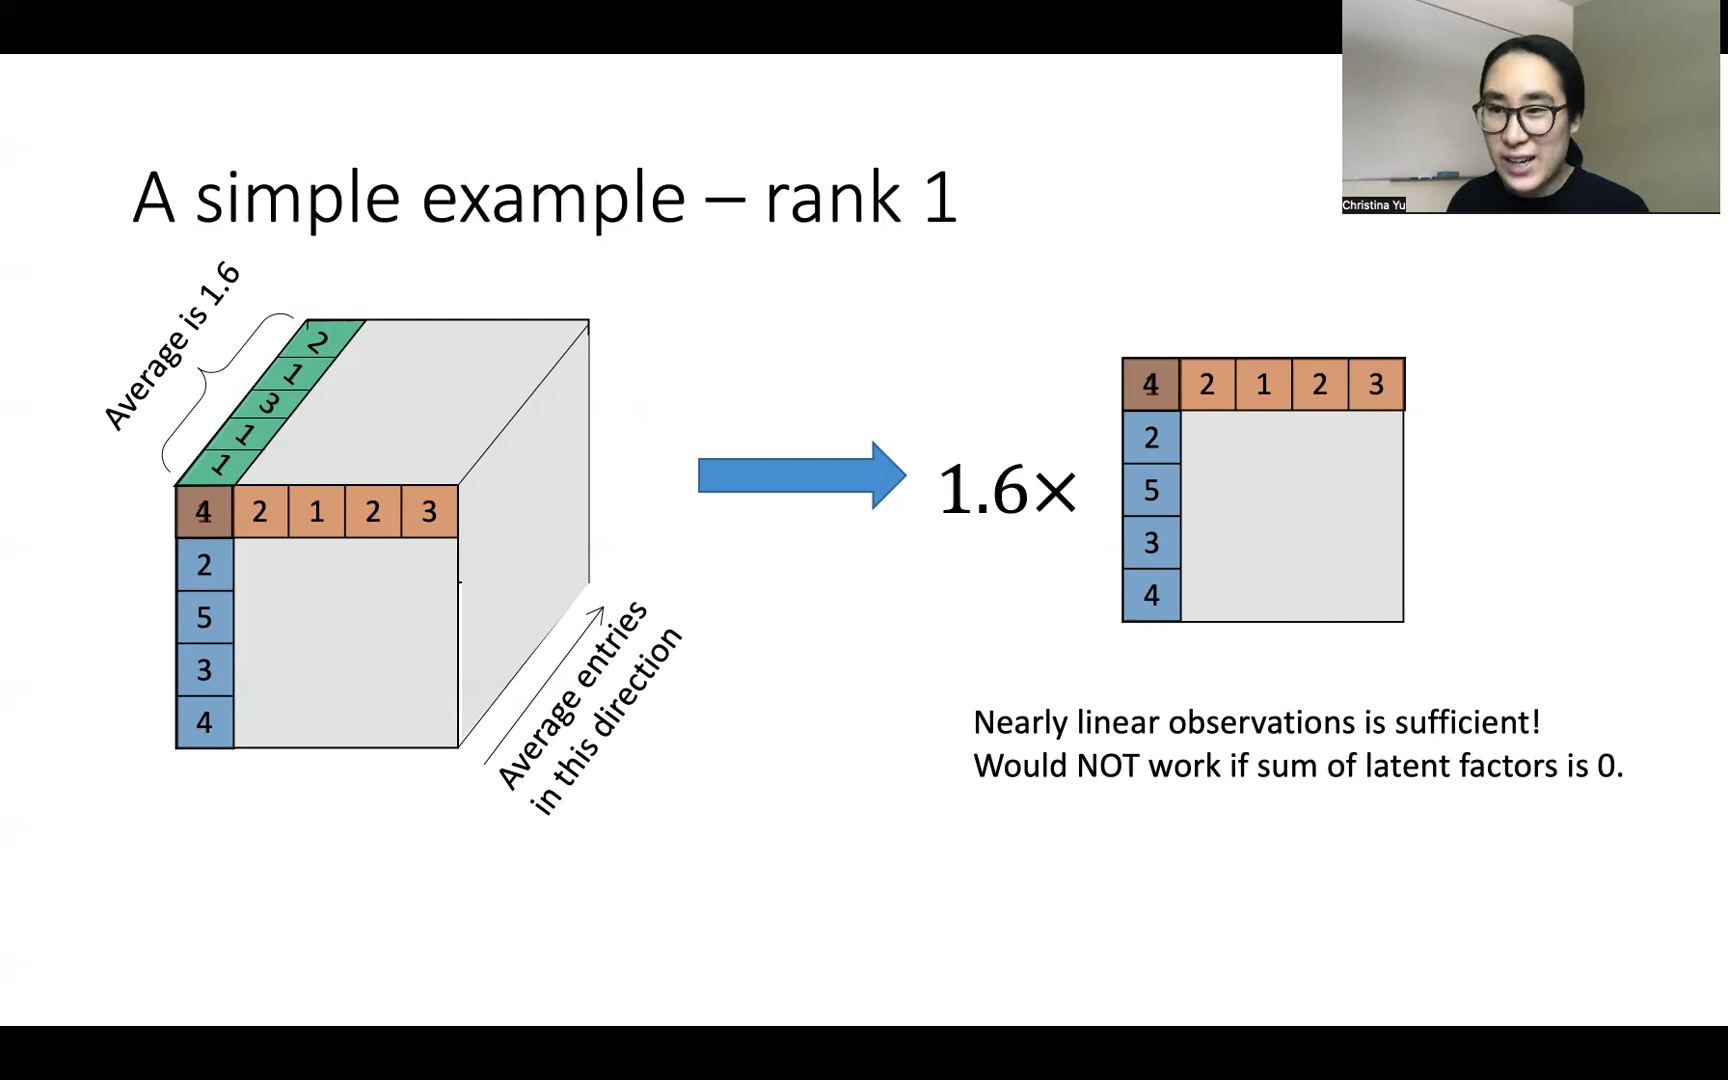 Christina Yu
A simple example – rank 1
Average is 1.6
2
1
3
1
1
4 2 1 2 3
2
5
3
4
Average entries
in this direction
1.6×
4 2 1 2 3
2
5
3
4
Nearly linear observations is sufficient!
Would NOT work if sum of latent factors is 0.